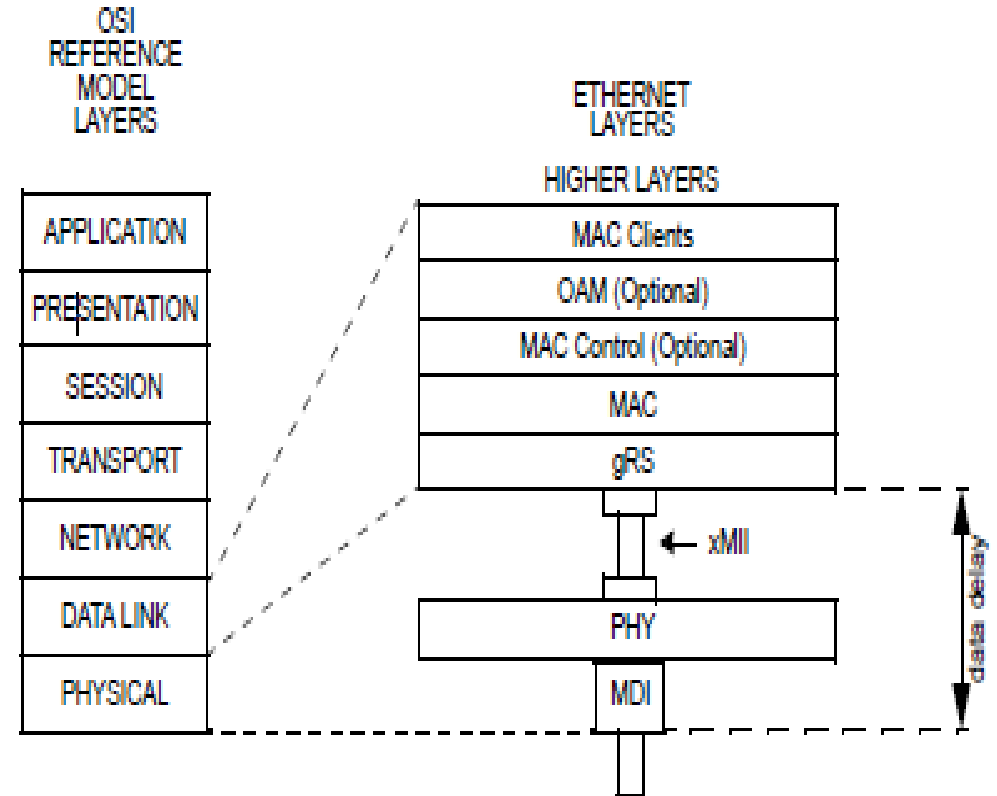 OSI
REFERENCE
MODEL
LAYERS
APPLICATION
PRESENTATION
SESSION
TRANSPORT
NETWORK
DATA LINK
PHYSICAL
ETHERNET
LAYERS
HIGHER LAYERS
MAC Clients
OAM (Optional)
MAC Control (Optional)
MAC
gRS
xMII
PHY
MDI
data delay